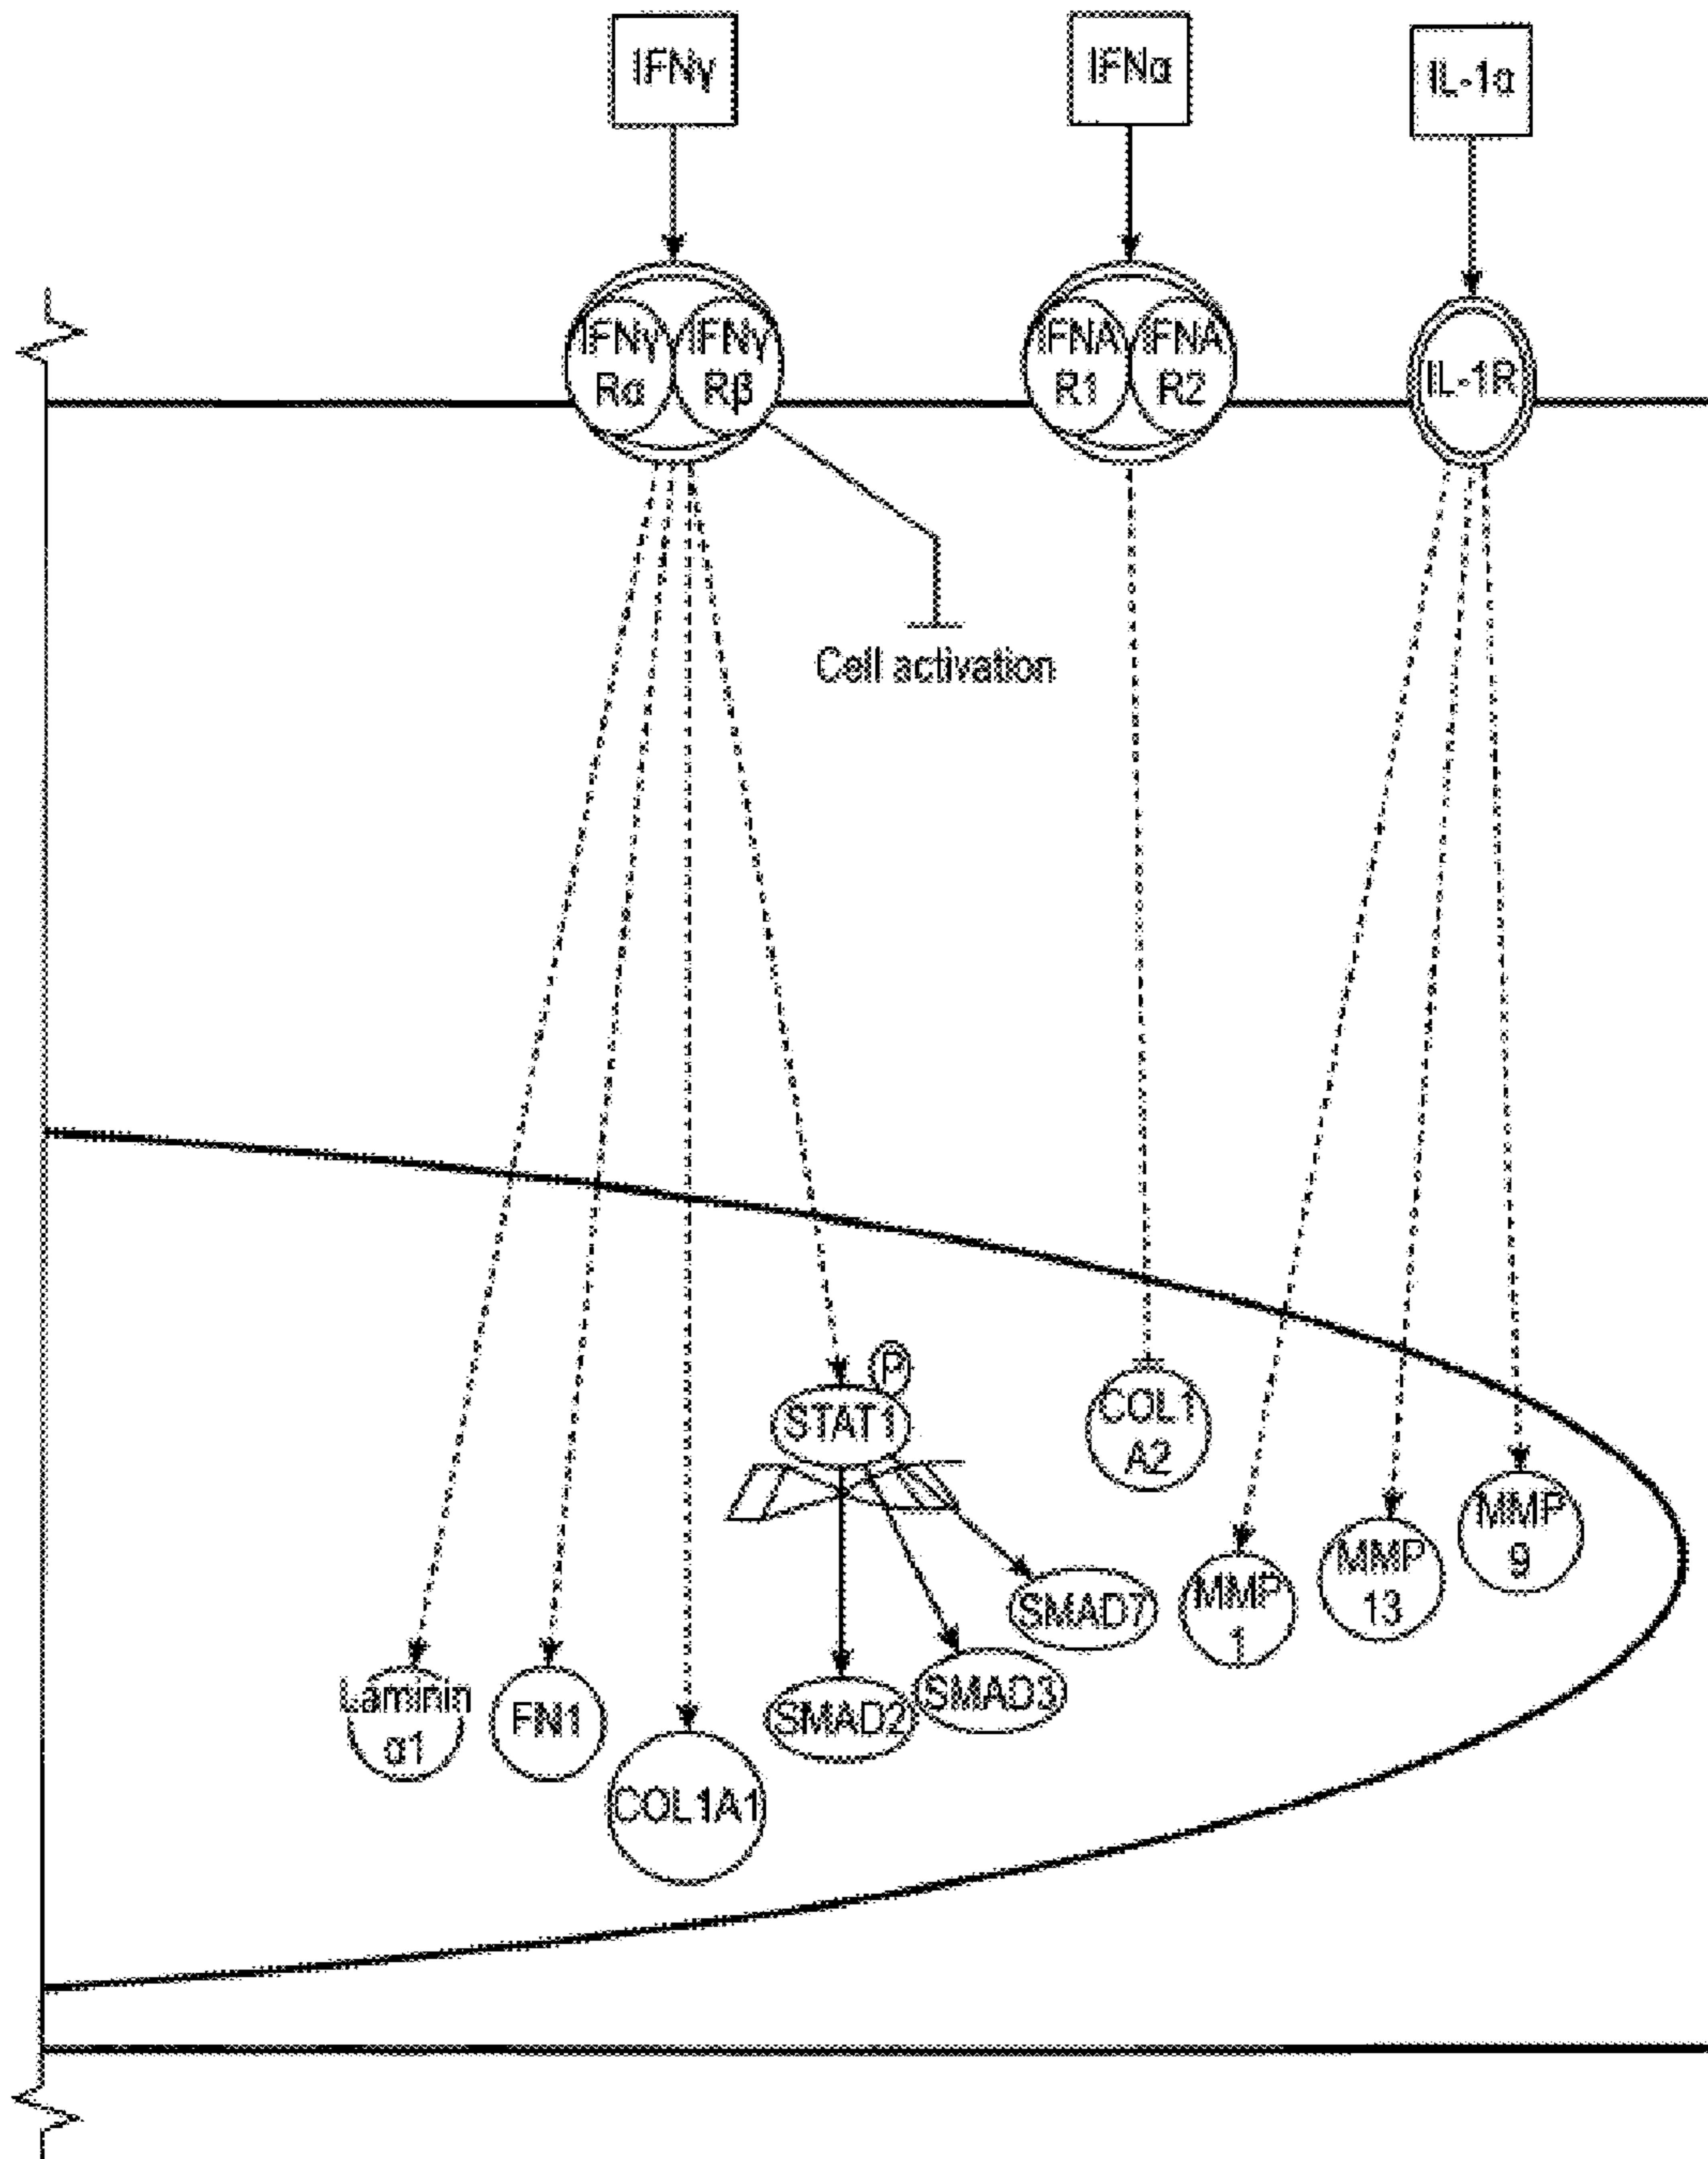 IFNγ
IFNα
IL-1α
IFNγ
Rα
IFNγ
Rβ
IFNA
R1
IFNA
R2
IL-1R
Cell activation
P
STAT1
COL1
A2
MMP
9
MMP
13
MMP
1
SMAD7
SMAD3
SMAD2
Laminin
α1
FN1
COL1A1